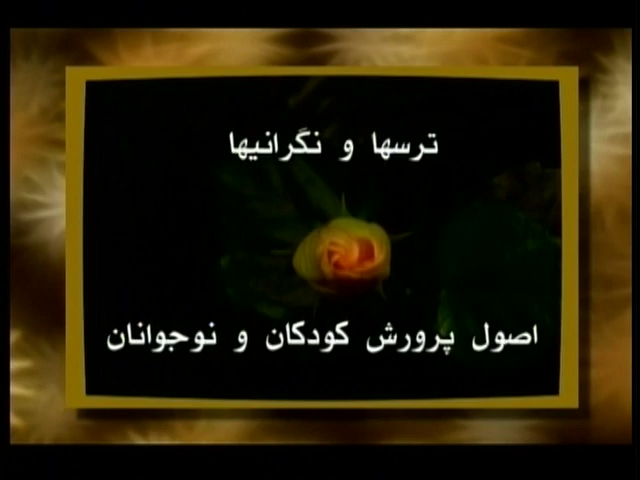 ترسها و نگرانیها
اصول پرورش کودکان و نوجوانان